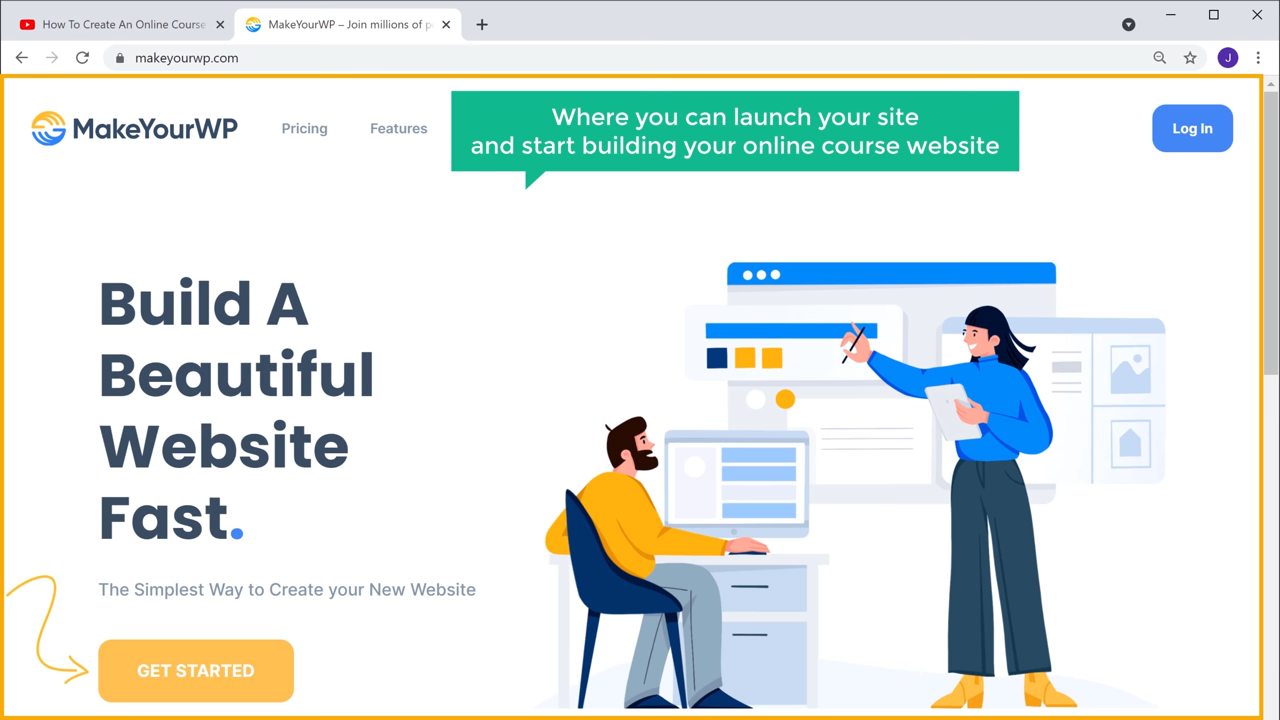 How To Create An Online Course
MakeYourWP – Join millions of p
makeyourwp.com
J
MakeYourWP
Pricing
Features
Where you can launch your site
and start building your online course website
Log In
Build A
Beautiful
Website
Fast.
The Simplest Way to Create your New Website
GET STARTED